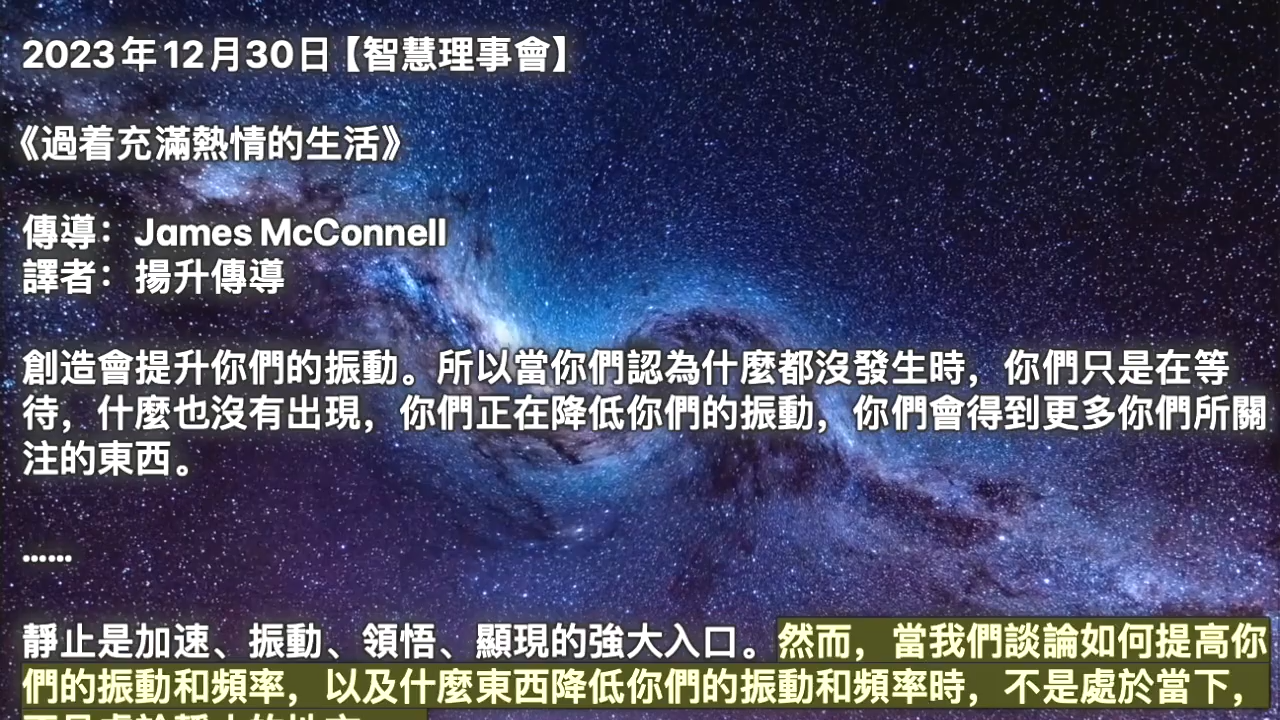 2023年12月30日【智慧理事會】
《過着充滿熱情的生活》
傳導：James McConnell
譯者：揚升傳導
創造會提升你們的振動。所以當你們認為什麼都沒發生時，你們只是在等
待，什麼也沒有出現，你們正在降低你們的振動，你們會得到更多你們所關
注的東西。
……
靜止是加速、振動、領悟、顯現的強大入口。然而，當我們談論如何提高你
們的振動和頻率，以及什麼東西降低你們的振動和頻率時，不是處於當下，